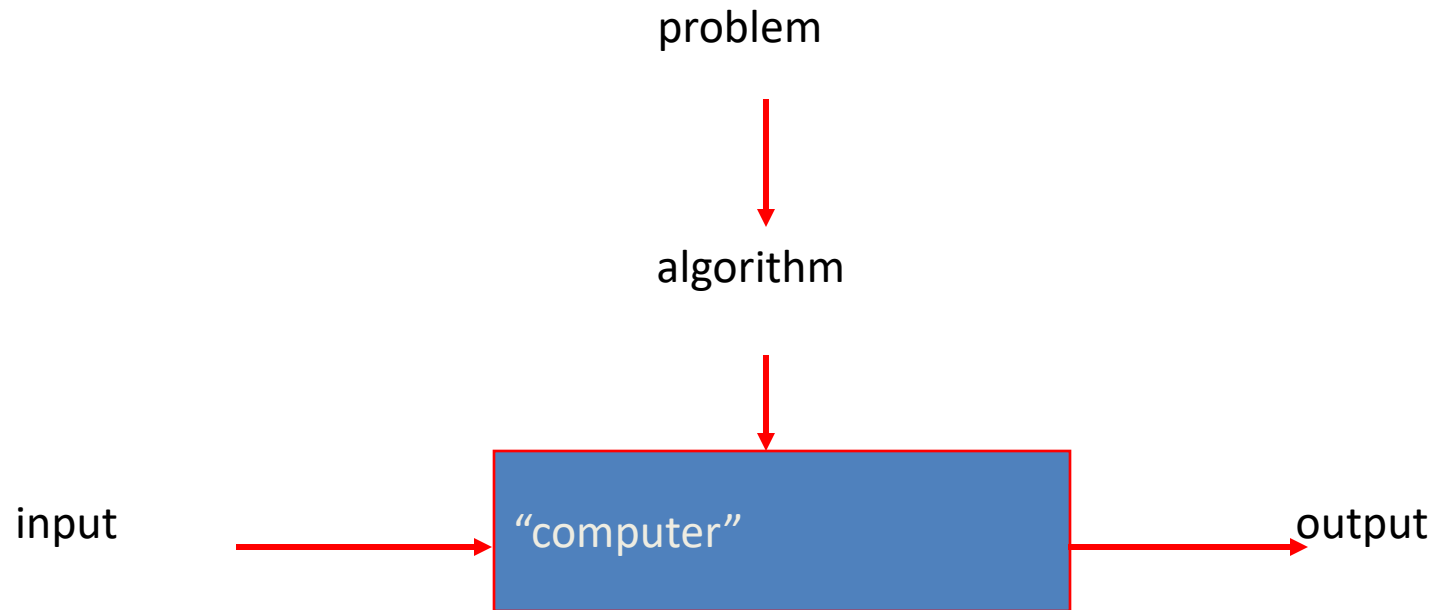 problem
algorithm
input
“computer”
output